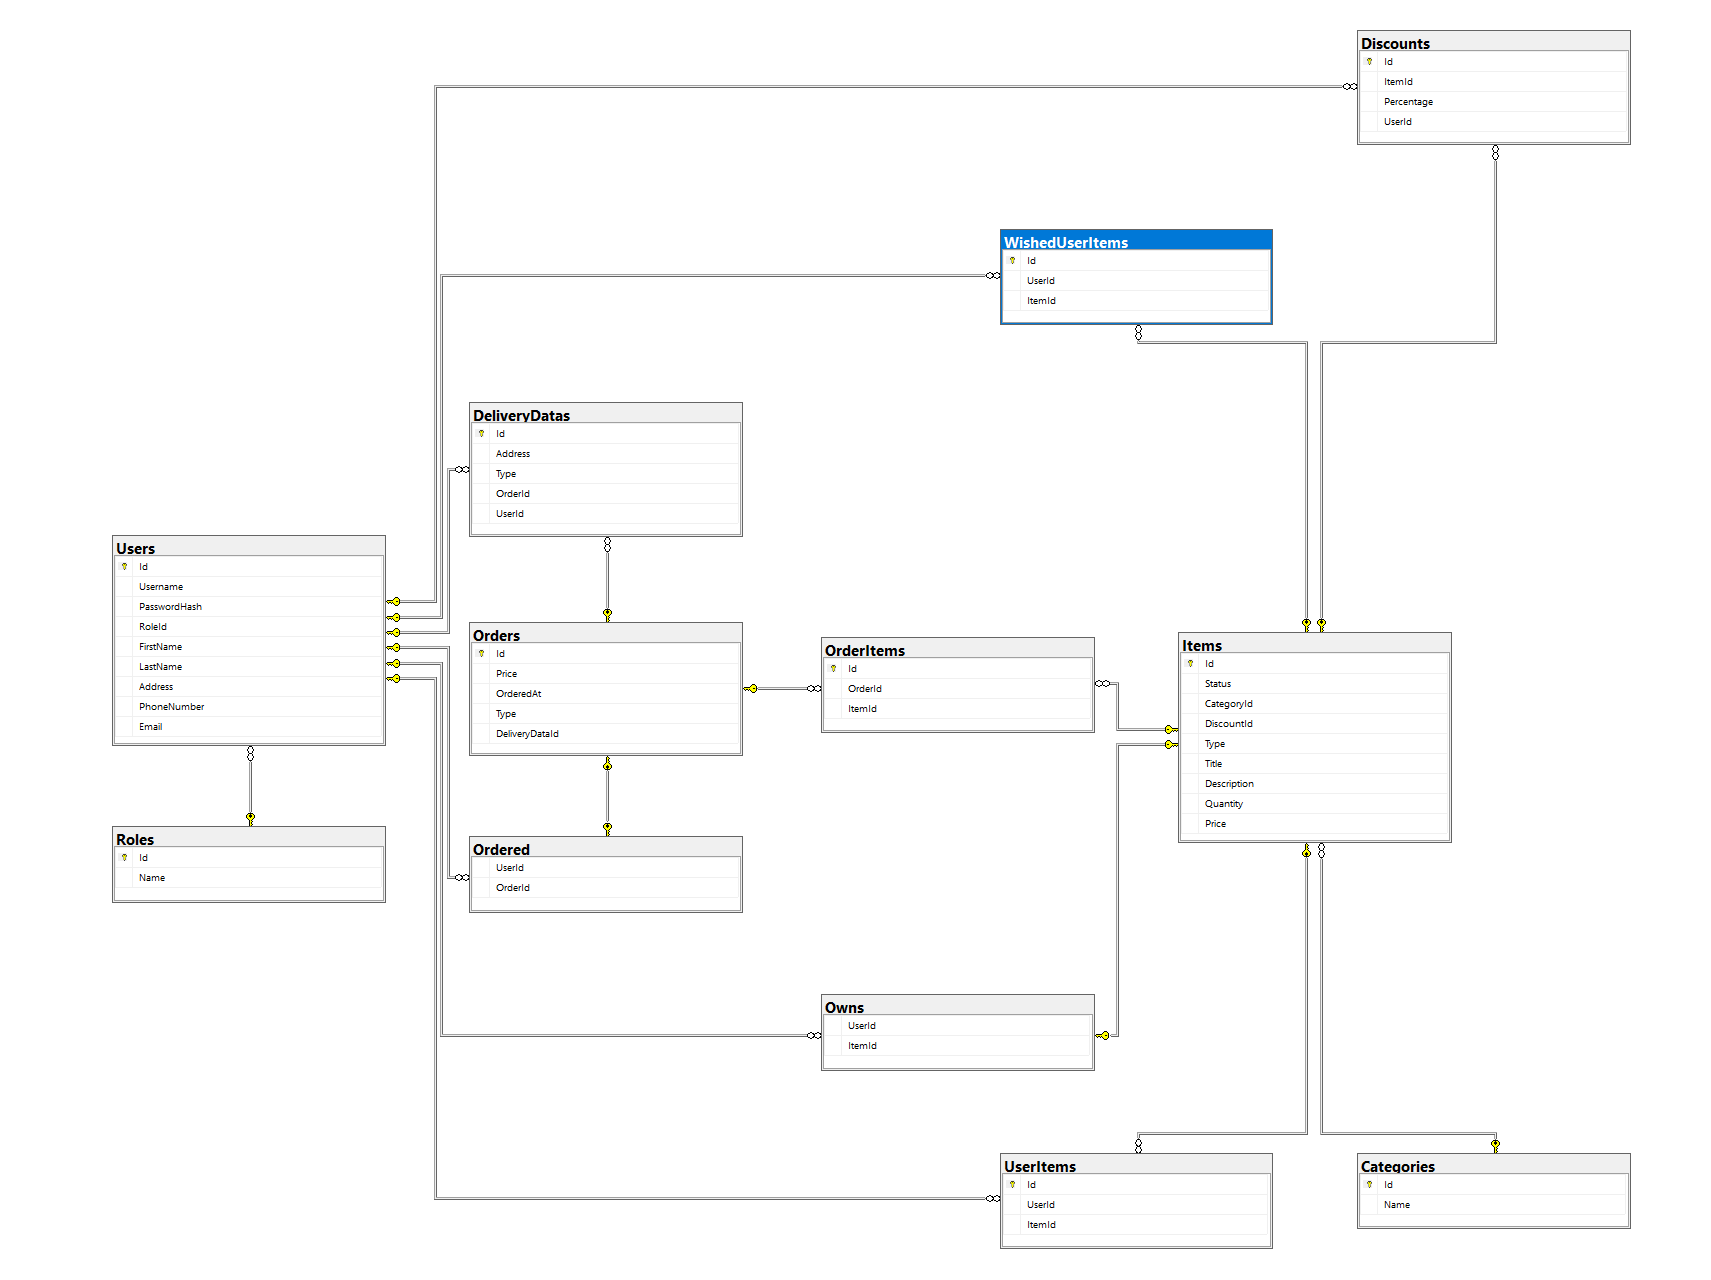 Discounts
Id
ItemId
Percentage
UserId
WishedUserItems
Id
UserId
ItemId
DeliveryDatas
Id
Address
Type
OrderId
UserId
Users
Id
Username
PasswordHash
RoleId
FirstName
LastName
Address
PhoneNumber
Email
Orders
Id
Price
OrderedAt
Type
DeliveryDataId
OrderItems
Id
OrderId
ItemId
Items
Id
Status
CategoryId
DiscountId
Type
Title
Description
Quantity
Price
Roles
Id
Name
Ordered
UserId
OrderId
Owns
UserId
ItemId
UserItems
Id
UserId
ItemId
Categories
Id
Name